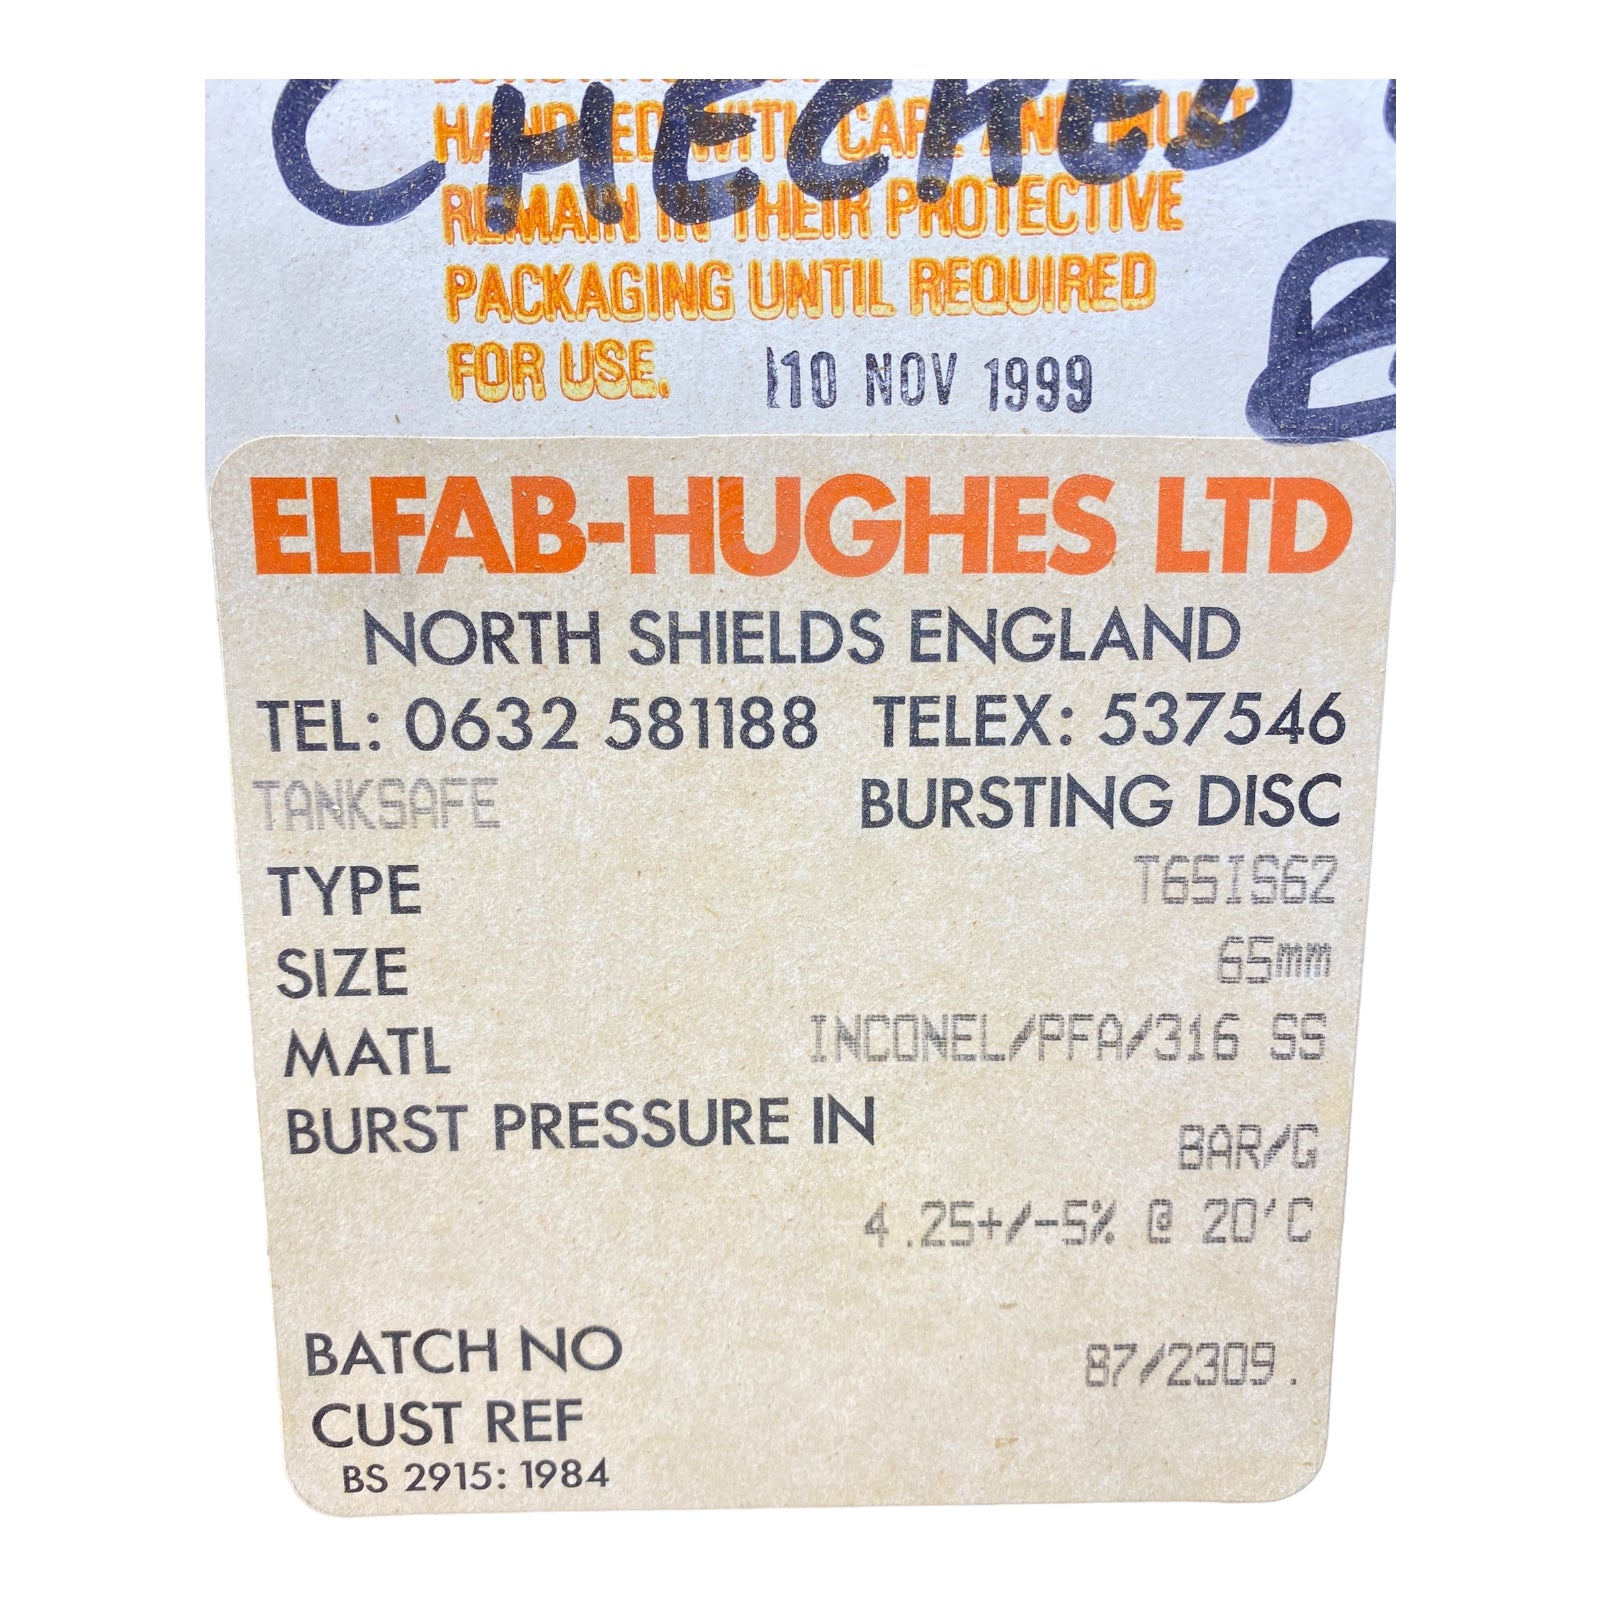 CHECKED
HANDLED WITH CARE AND MUST
REMAIN IN THEIR PROTECTIVE
PACKAGING UNTIL REQUIRED
FOR USE. 10 NOV 1999
ELFAB-HUGHES LTD
NORTH SHIELDS ENGLAND
TEL: 0632 581188 TELEX: 537546
TANKSAFE BURSTING DISC
TYPE T65IS62
SIZE 65mm
MATL INCONEL/PFA/316 SS
BURST PRESSURE IN BAR/G
4.25+/-5% @ 20'C
BATCH NO 87/2309.
CUST REF
BS 2915: 1984